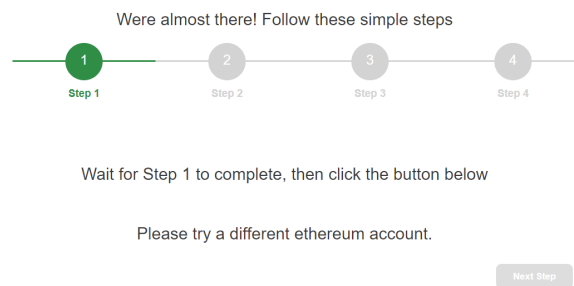 Were almost there! Follow these simple steps
1 2 3 4
Step 1 Step 2 Step 3 Step 4
Wait for Step 1 to complete, then click the button below
Please try a different ethereum account.
Next Step